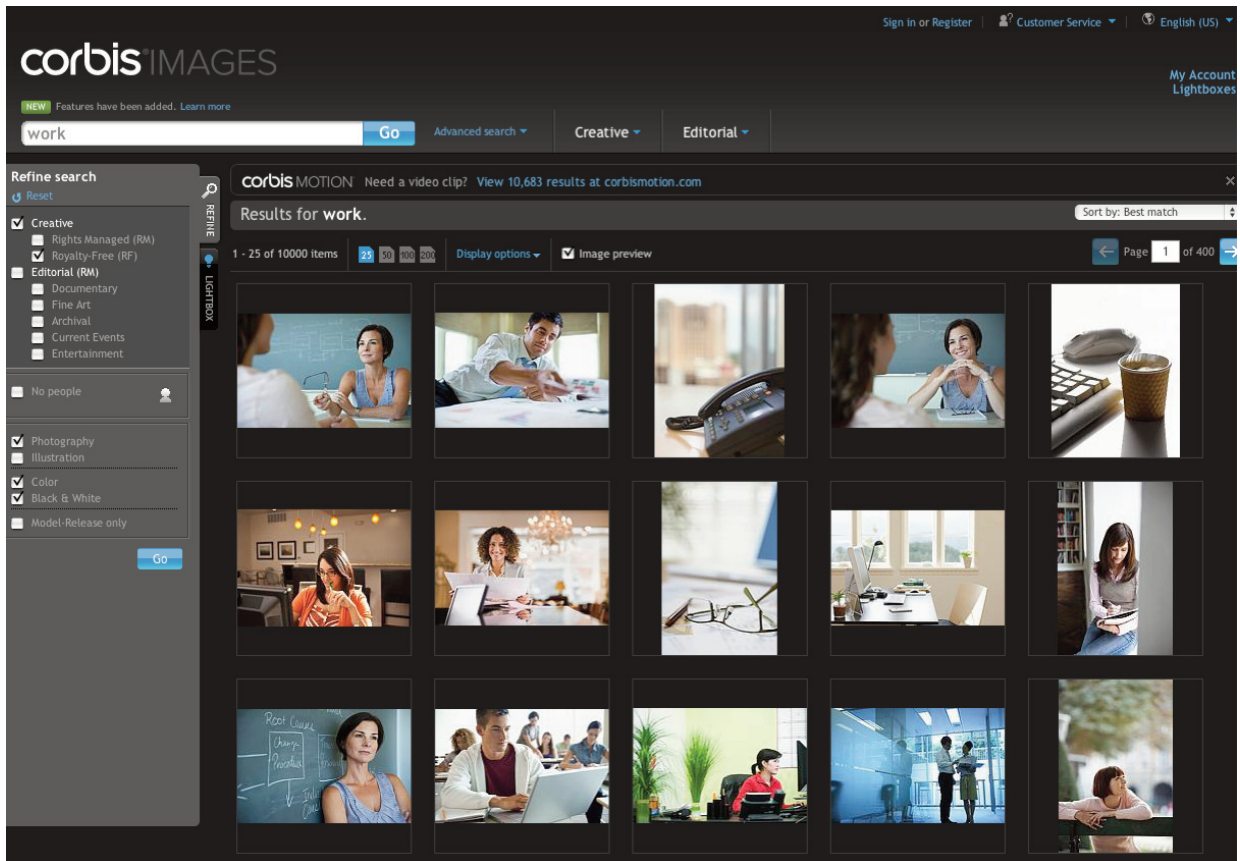 Sign in or Register
Customer Service
English (US)
corbis IMAGES
My Account
Lightboxes
NEW Features have been added. Learn more
work Go Advanced search Creative Editorial
Refine search
Reset
Creative
Rights Managed (RM)
Royalty-Free (RF)
Editorial (RM)
Documentary
Fine Art
Archival
Current Events
Entertainment
No people
Photography
Illustration
Color
Black & White
Model-Release only
Go
REFINE
LIGHTBOX
corbis MOTION Need a video clip? View 10,683 results at corbismotion.com
Results for work.
Sort by: Best match
1 - 25 of 10000 items 25 50 100 200 Display options Image preview Page 1 of 400
Root Cause
Change
Procedure